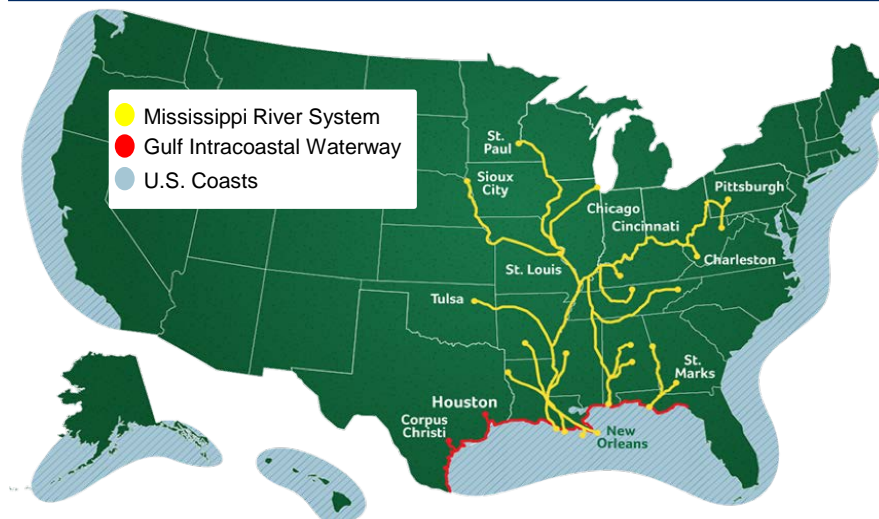 Mississippi River System
Gulf Intracoastal Waterway
U.S. Coasts
St.
Paul
Sioux
City
Chicago
Pittsburgh
Cincinnati
Charleston
St. Louis
Tulsa
St.
Marks
Houston
Corpus
Christi
New
Orleans